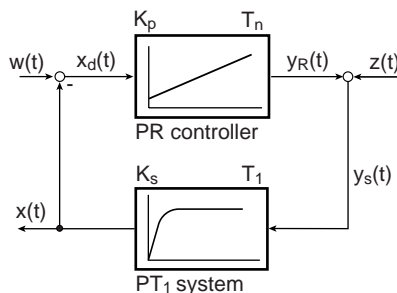 K_p T_n
w(t) x_d(t) y_R(t) z(t)
-
PR controller
K_s T_1 y_s(t)
x(t)
PT_1 system